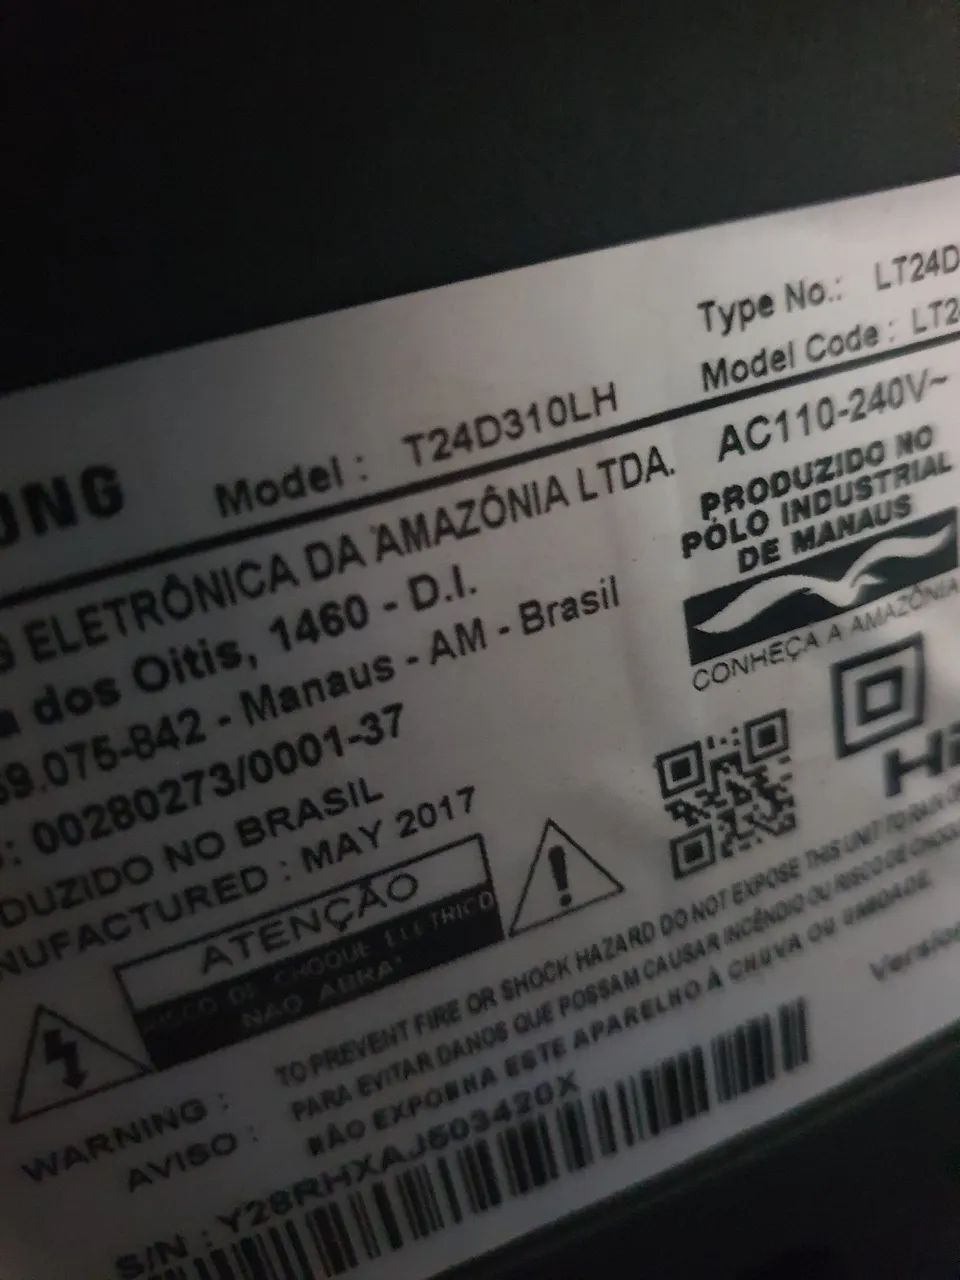 Type No.: LT24D
Model Code : LT2
UNG Model : T24D310LH
G ELETRÔNICA DA AMAZÔNIA LTDA. AC110-240V~
a dos Oitis, 1460 - D.I.
69.075-842 - Manaus - AM - Brasil
: 00280273/0001-37
DUZIDO NO BRASIL
NUFACTURED : MAY 2017
PRODUZIDO NO
PÓLO INDUSTRIAL
DE MANAUS
CONHEÇA A AMAZÔNIA
ATENÇÃO
RISCO DE CHOQUE ELÉTRICO
NÃO ABRA
WARNING : TO PREVENT FIRE OR SHOCK HAZARD DO NOT EXPOSE THIS UNIT TO RAIN OR
AVISO : PARA EVITAR DANOS QUE POSSAM CAUSAR INCÊNDIO OU RISCO DE CHOQUE
NÃO EXPONHA ESTE APARELHO À CHUVA OU UMIDADE.
S/N : Y28RHXAJ503420X